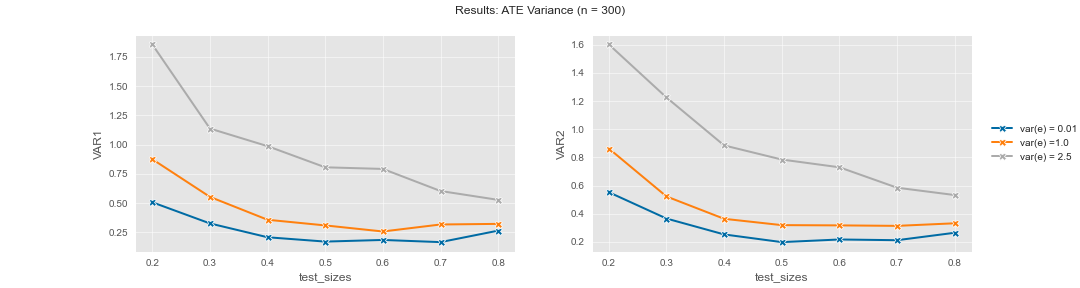 Results: ATE Variance (n = 300)
VAR1
1.75
1.50
1.25
1.00
0.75
0.50
0.25
0.2 0.3 0.4 0.5 0.6 0.7 0.8
test_sizes
VAR2
1.6
1.4
1.2
1.0
0.8
0.6
0.4
0.2
0.2 0.3 0.4 0.5 0.6 0.7 0.8
test_sizes
var(e) = 0.01
var(e) =1.0
var(e) = 2.5